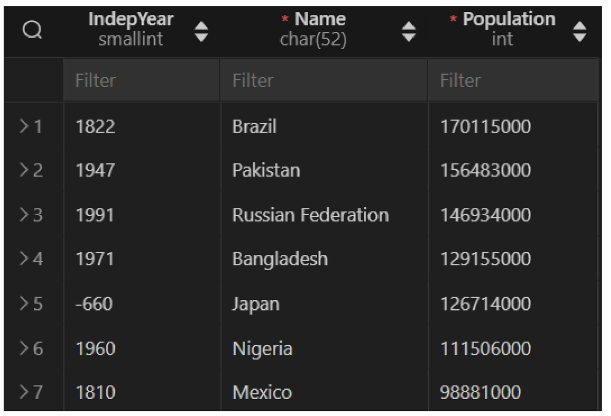 IndepYear * Name * Population
smallint char(52) int
Filter Filter Filter
>1 1822 Brazil 170115000
>2 1947 Pakistan 156483000
>3 1991 Russian Federation 146934000
>4 1971 Bangladesh 129155000
>5 -660 Japan 126714000
>6 1960 Nigeria 111506000
>7 1810 Mexico 98881000